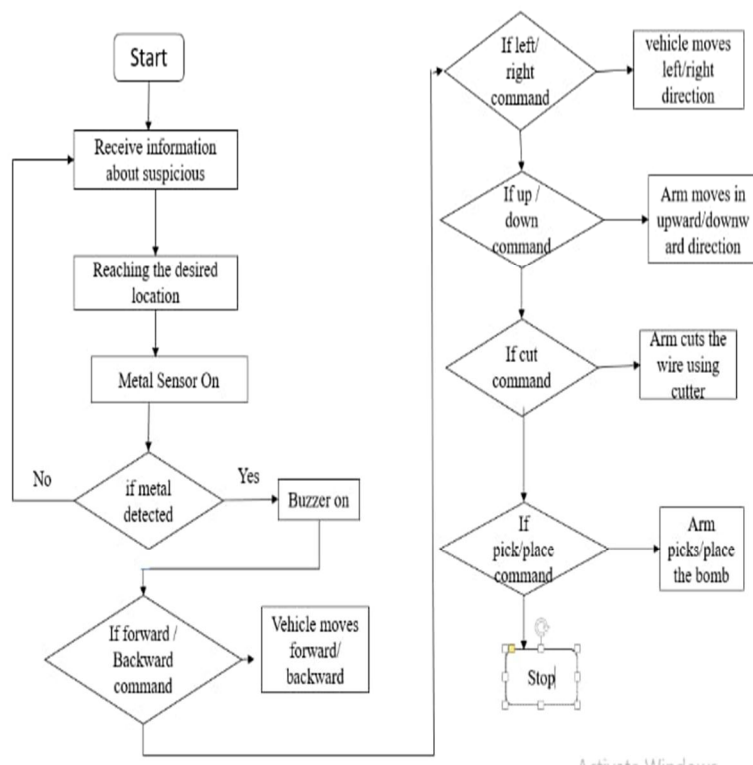 Start
Receive information
about suspicious
Reaching the desired
location
Metal Sensor On
No
if metal
detected
Yes
Buzzer on
If forward /
Backward
command
Vehicle moves
forward/
backward
If left/
right
command
vehicle moves
left/right
direction
If up /
down
command
Arm moves in
upward/downw
ard direction
If cut
command
Arm cuts the
wire using
cutter
If
pick/place
command
Arm
picks/place
the bomb
Stop
Activate Windows